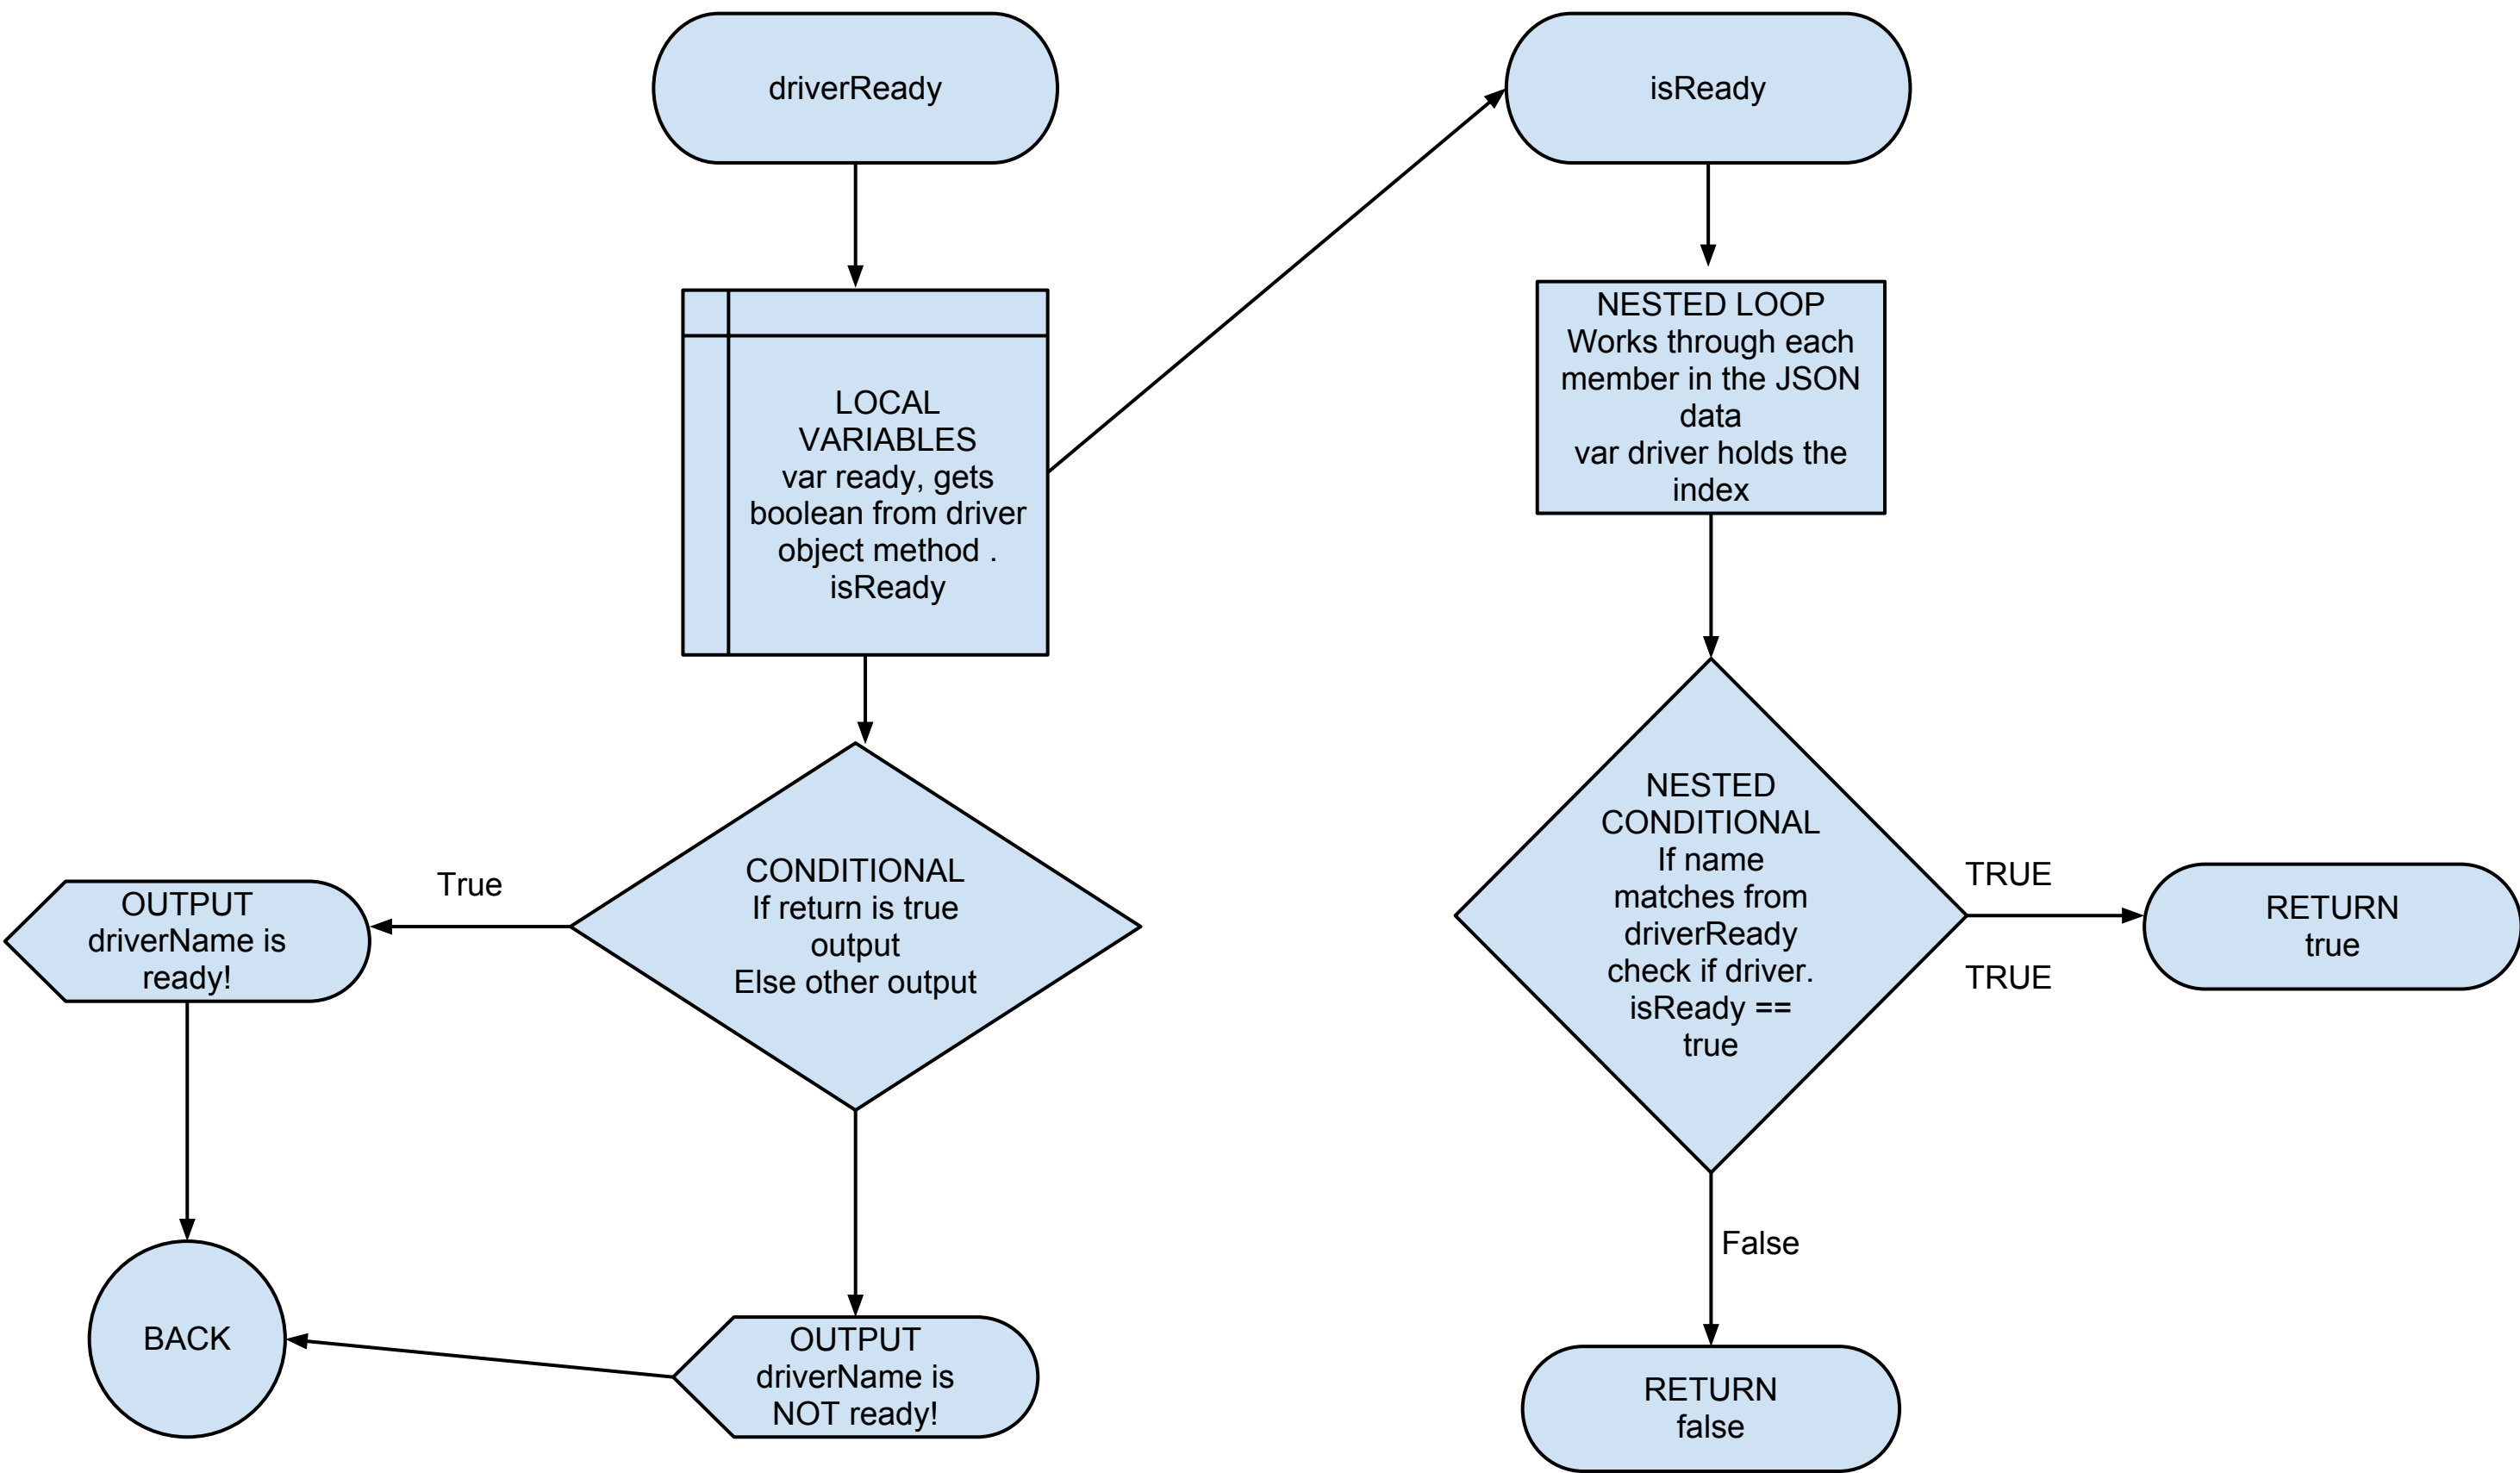 driverReady
isReady
LOCAL
VARIABLES
var ready, gets
boolean from driver
object method .
isReady
NESTED LOOP
Works through each
member in the JSON
data
var driver holds the
index
CONDITIONAL
If return is true
output
Else other output
True
OUTPUT
driverName is
ready!
BACK
OUTPUT
driverName is
NOT ready!
NESTED
CONDITIONAL
If name
matches from
driverReady
check if driver.
isReady ==
true
TRUE
TRUE
RETURN
true
False
RETURN
false